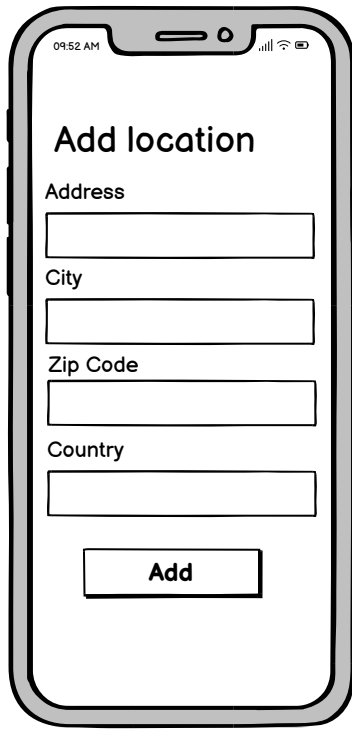 09:52 AM
Add location
Address
City
Zip Code
Country
Add